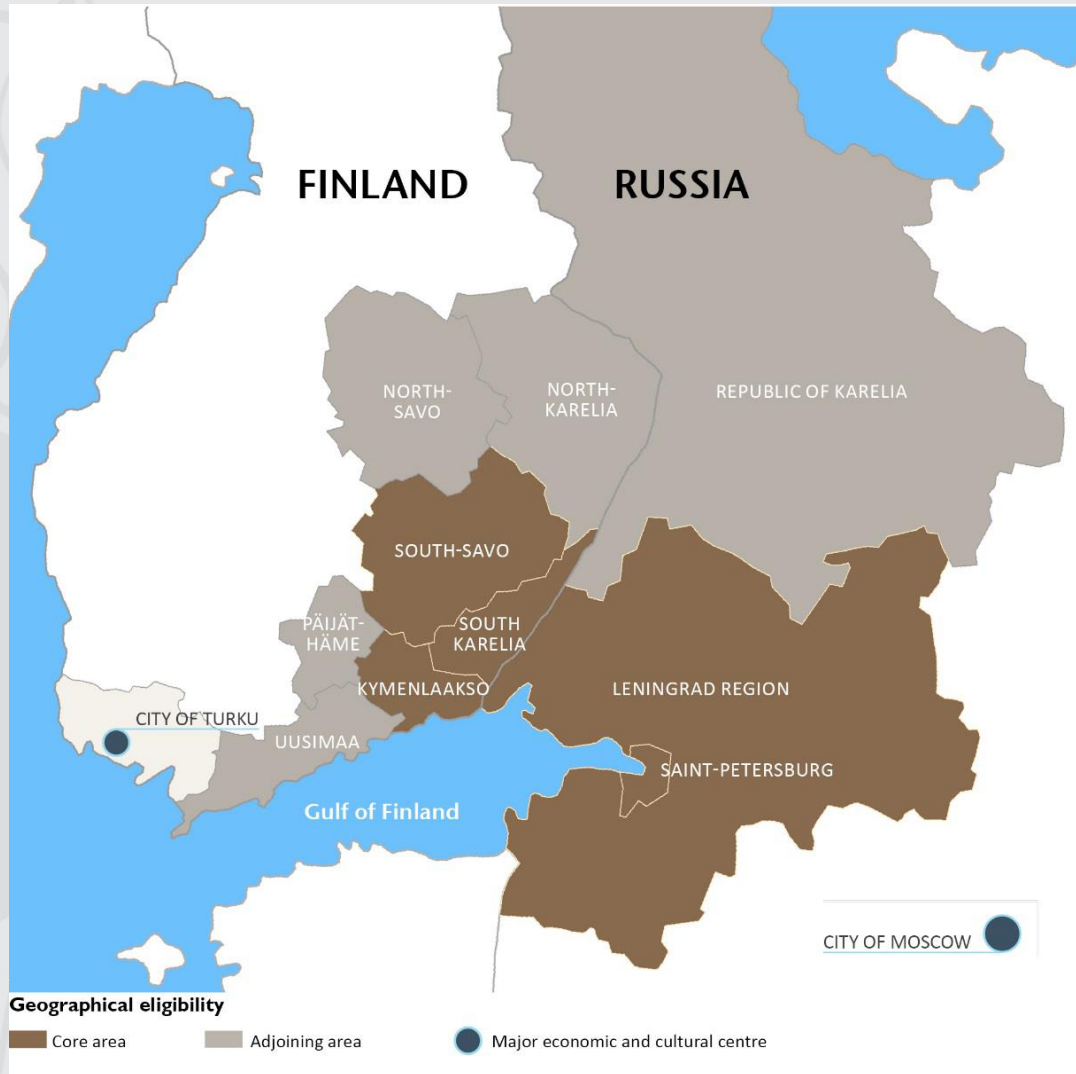 FINLAND
RUSSIA
NORTH-
SAVO
NORTH-
KARELIA
REPUBLIC OF KARELIA
SOUTH-SAVO
PÄIJÄT-
HÄME
SOUTH
KARELIA
KYMENLAAKSO
LENINGRAD REGION
CITY OF TURKU
UUSIMAA
SAINT-PETERSBURG
Gulf of Finland
CITY OF MOSCOW
Geographical eligibility
Core area
Adjoining area
Major economic and cultural centre